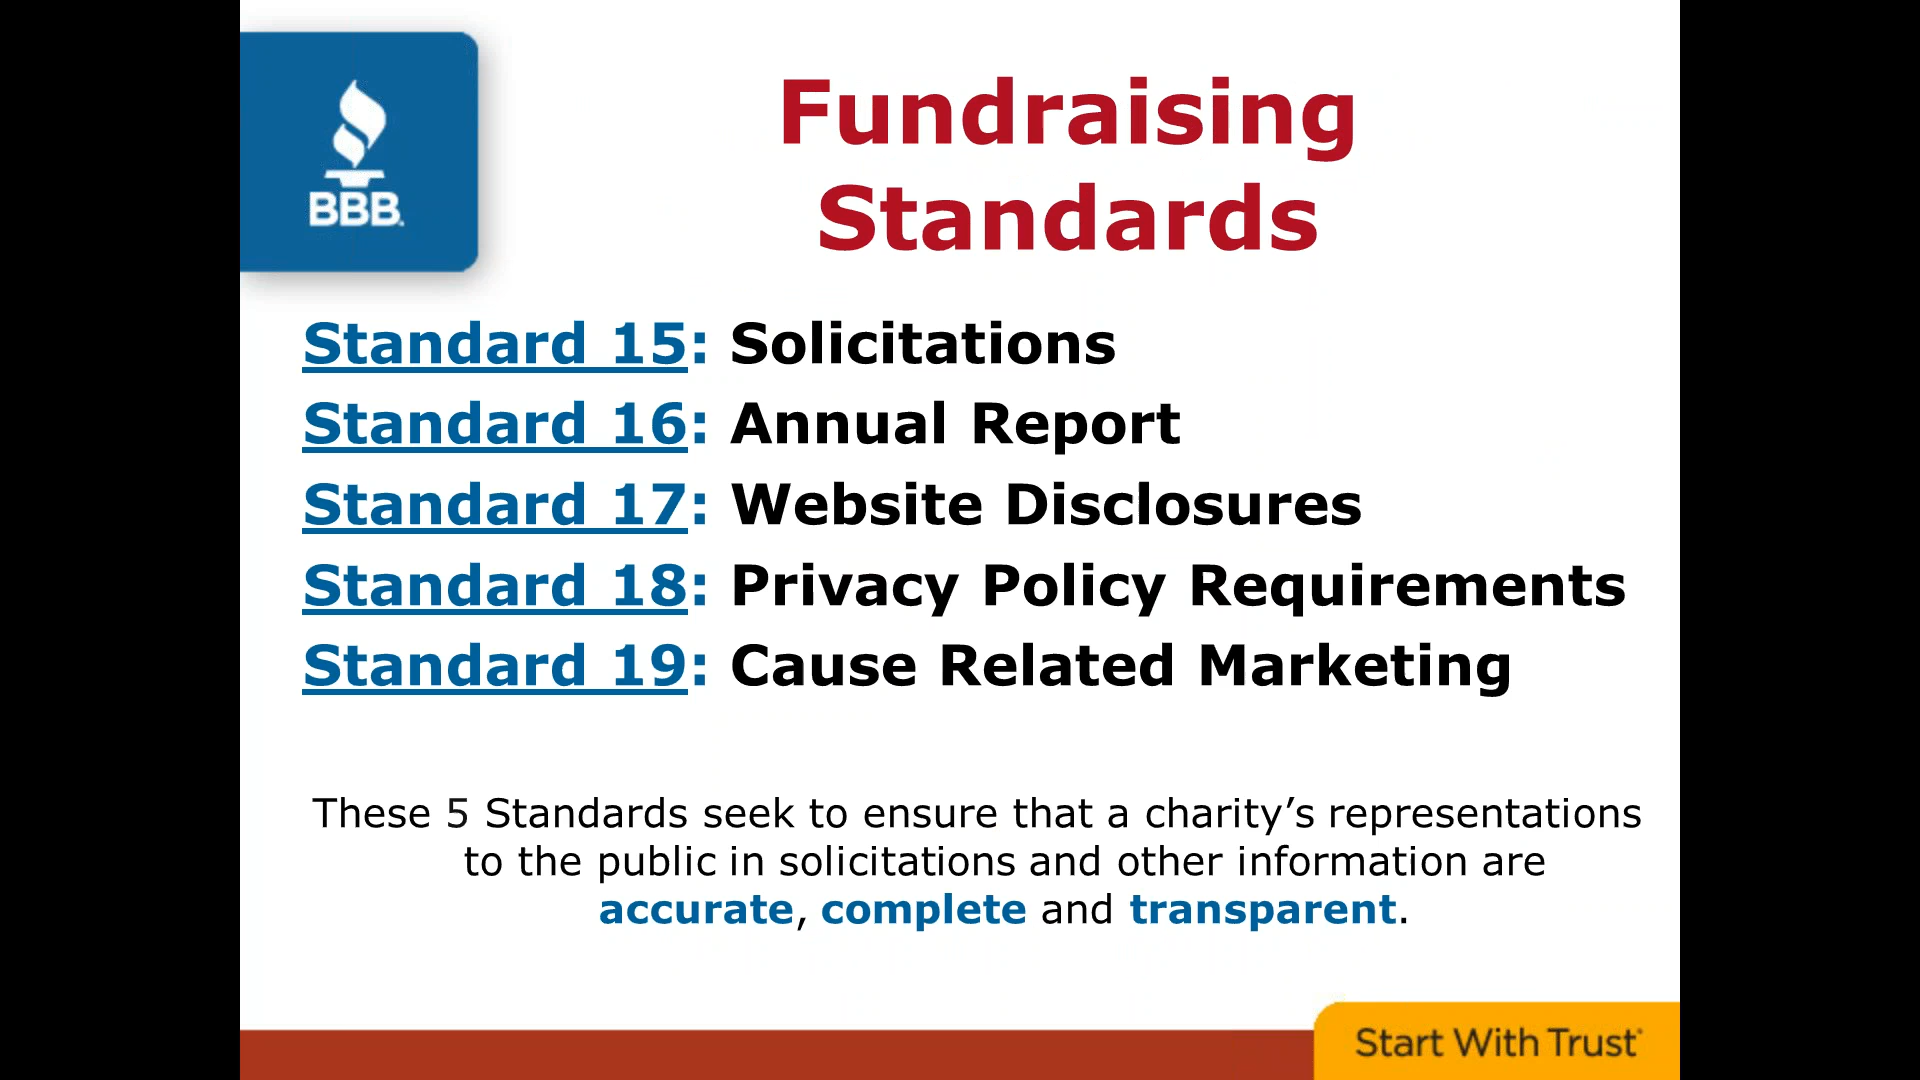 BBB.
Fundraising
Standards
Standard 15: Solicitations
Standard 16: Annual Report
Standard 17: Website Disclosures
Standard 18: Privacy Policy Requirements
Standard 19: Cause Related Marketing
These 5 Standards seek to ensure that a charity’s representations
to the public in solicitations and other information are
accurate, complete and transparent.
Start With Trust